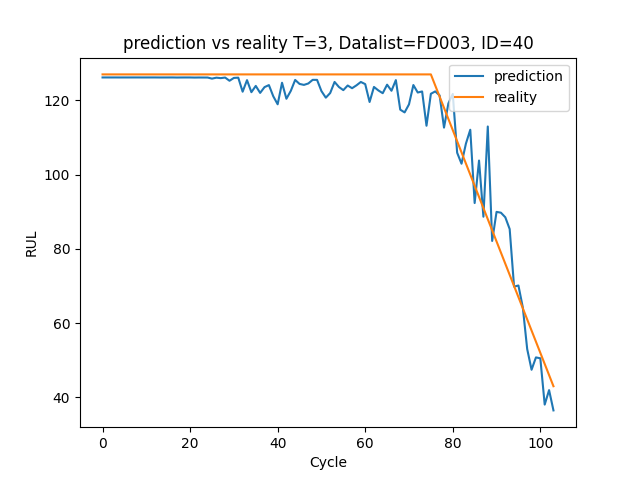 prediction vs reality T=3, Datalist=FD003, ID=40
prediction
reality
120
100
80
60
40
RUL
0 20 40 60 80 100
Cycle